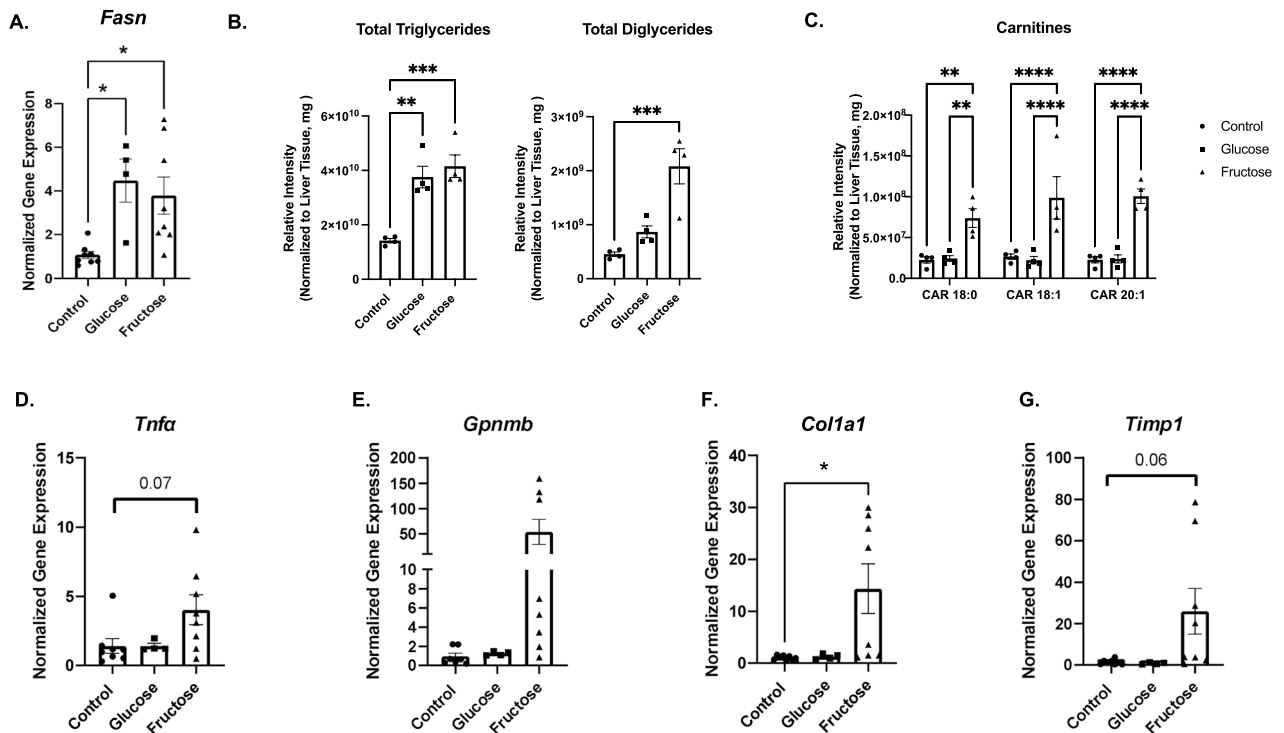 A.
Fasn
Normalized Gene Expression
8
6
4
2
0
*
*
Control
Glucose
Fructose
B.
Total Triglycerides
Relative Intensity
(Normalized to Liver Tissue, mg )
6×10¹⁰
4×10¹⁰
2×10¹⁰
0
***
**
Control
Glucose
Fructose
Total Diglycerides
Relative Intensity
(Normalized to Liver Tissue, mg )
3×10⁹
2×10⁹
1×10⁹
0
***
Control
Glucose
Fructose
C.
Carnitines
Relative Intensity
(Normalized to Liver Tissue, mg )
2.0×10⁸
1.5×10⁸
1.0×10⁸
5.0×10⁷
0.0
**
**
****
****
****
****
CAR 18:0
CAR 18:1
CAR 20:1
Control
Glucose
Fructose
D.
Tnfα
Normalized Gene Expression
15
10
5
0
0.07
Control
Glucose
Fructose
E.
Gpnmb
Normalized Gene Expression
200
150
100
50
10
8
6
4
2
0
Control
Glucose
Fructose
F.
Col1a1
Normalized Gene Expression
40
30
20
10
0
*
Control
Glucose
Fructose
G.
Timp1
Normalized Gene Expression
100
80
60
40
20
0
0.06
Control
Glucose
Fructose